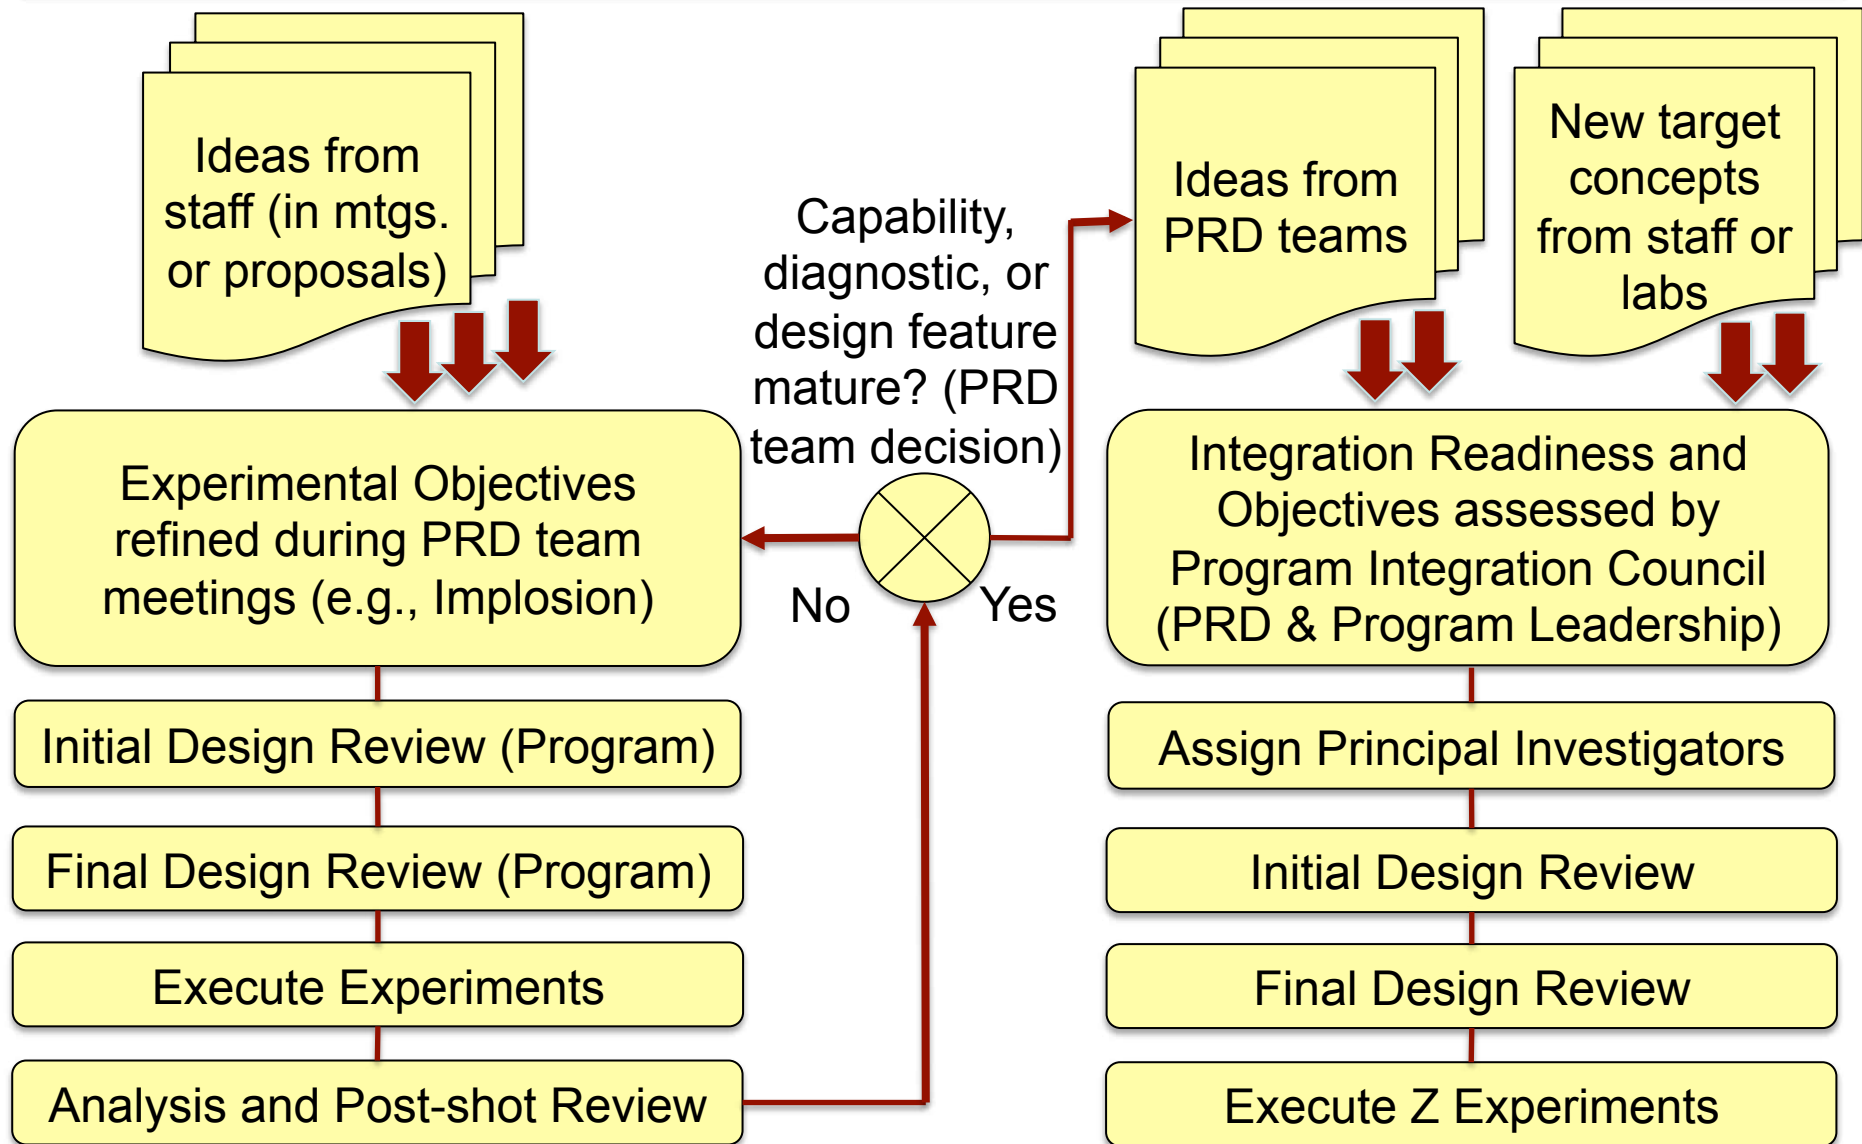 Ideas from
staff (in mtgs.
or proposals)
Experimental Objectives
refined during PRD team
meetings (e.g., Implosion)
Initial Design Review (Program)
Final Design Review (Program)
Execute Experiments
Analysis and Post-shot Review
Capability,
diagnostic, or
design feature
mature? (PRD
team decision)
No
Yes
Ideas from
PRD teams
New target
concepts
from staff or
labs
Integration Readiness and
Objectives assessed by
Program Integration Council
(PRD & Program Leadership)
Assign Principal Investigators
Initial Design Review
Final Design Review
Execute Z Experiments